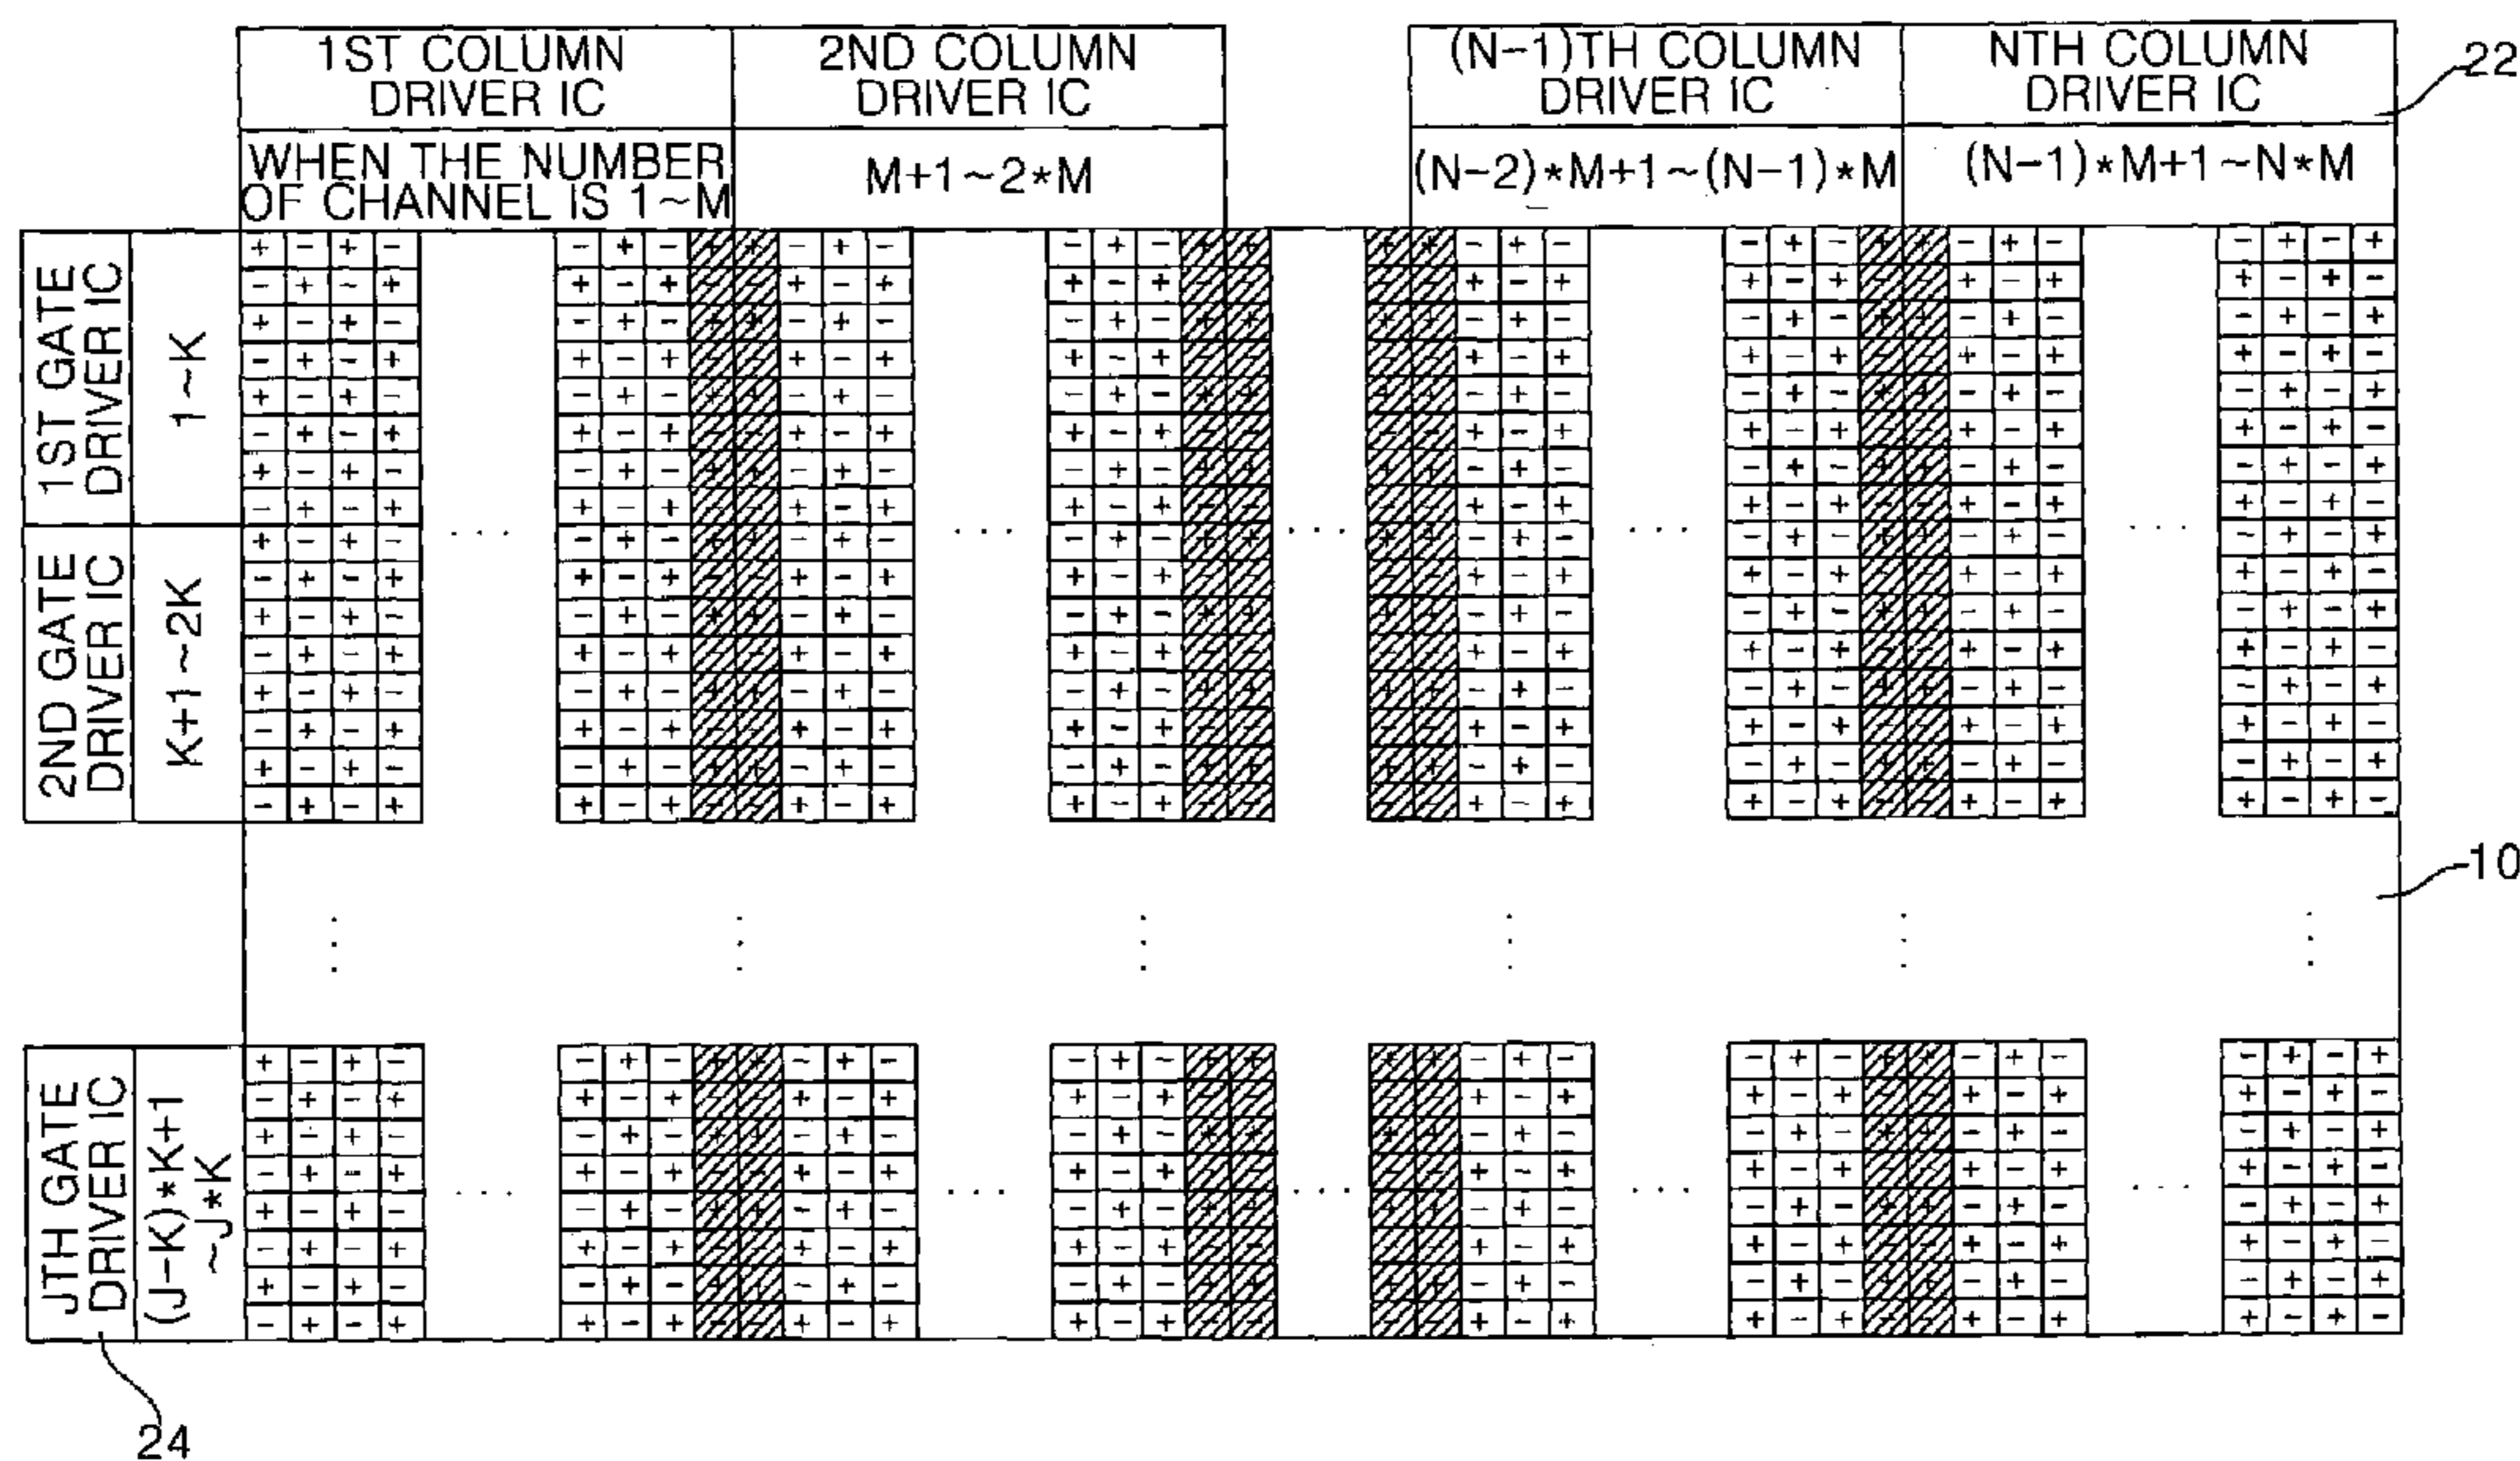 1ST COLUMN
DRIVER IC
2ND COLUMN
DRIVER IC
(N-1)TH COLUMN
DRIVER IC
NTH COLUMN
DRIVER IC
22
WHEN THE NUMBER
OF CHANNEL IS 1~M
M+1~2*M
(N-2)*M+1~(N-1)*M
(N-1)*M+1~N*M
1ST GATE
DRIVER IC
1~K
2ND GATE
DRIVER IC
K+1~2K
10
JTH GATE
DRIVER IC
(J-K)*K+1
~J*K
24